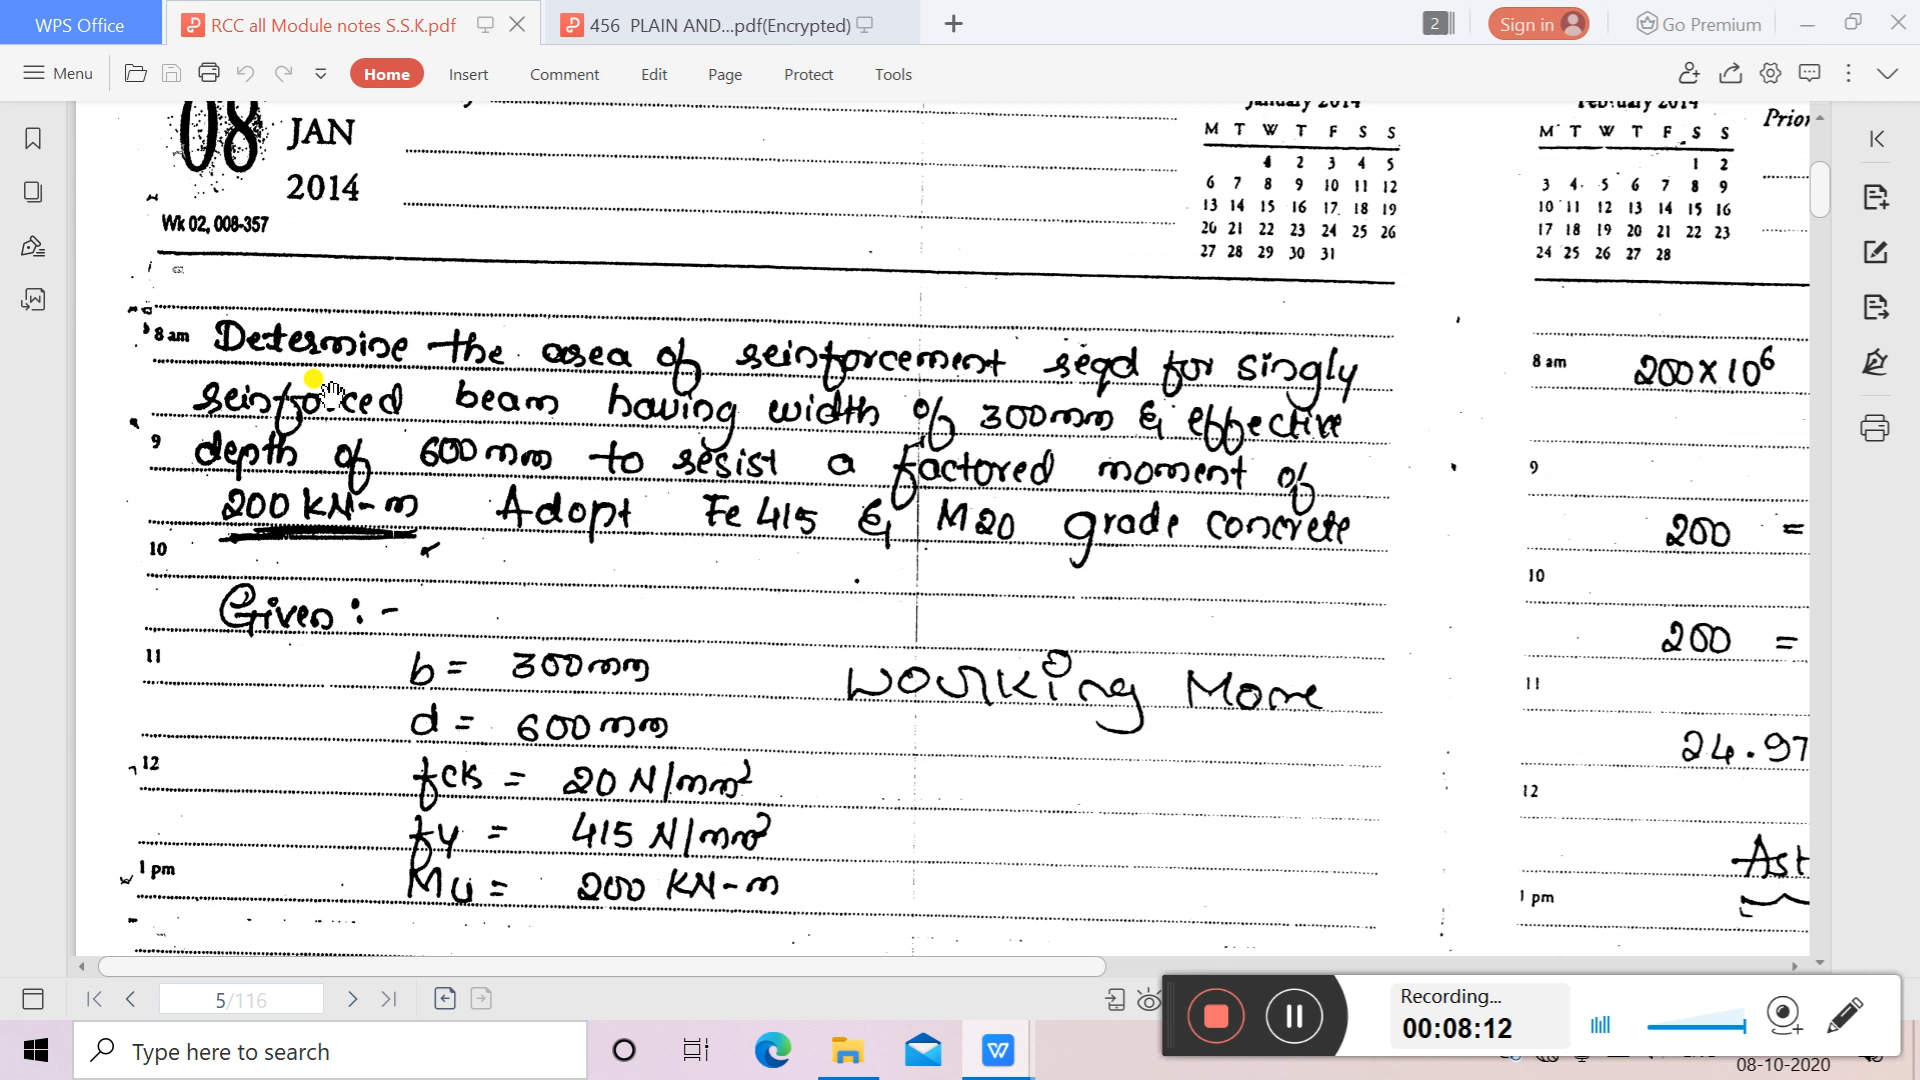 WPS Office
RCC all Module notes S.S.K.pdf
456 PLAIN AND...pdf(Encrypted)
2
Sign in
Go Premium
Menu
Home
Insert
Comment
Edit
Page
Protect
Tools
08 JAN
2014
Wk 02, 008-357
January 2014
M T W T F S S
1 2 3 4 5
6 7 8 9 10 11 12
13 14 15 16 17 18 19
20 21 22 23 24 25 26
27 28 29 30 31
February 2014
M T W T F S S
1 2
3 4 5 6 7 8 9
10 11 12 13 14 15 16
17 18 19 20 21 22 23
24 25 26 27 28
Prior
8 am Determine the area of reinforcement reqd for singly
reinforced beam having width of 300mm & effective
9 depth of 600mm to resist a factored moment of
200 KN-m Adopt Fe 415 & M20 grade concrete
10
Given :-
11 b = 300mm
Working More
d = 600mm
12 fck = 20 N/mm²
fy = 415 N/mm²
1 pm Mu = 200 KN-m
8 am 200×10⁶
9
200 =
10
200 =
11
24.97
12
Ast
1 pm
5/116
Recording...
00:08:12
Type here to search
08-10-2020